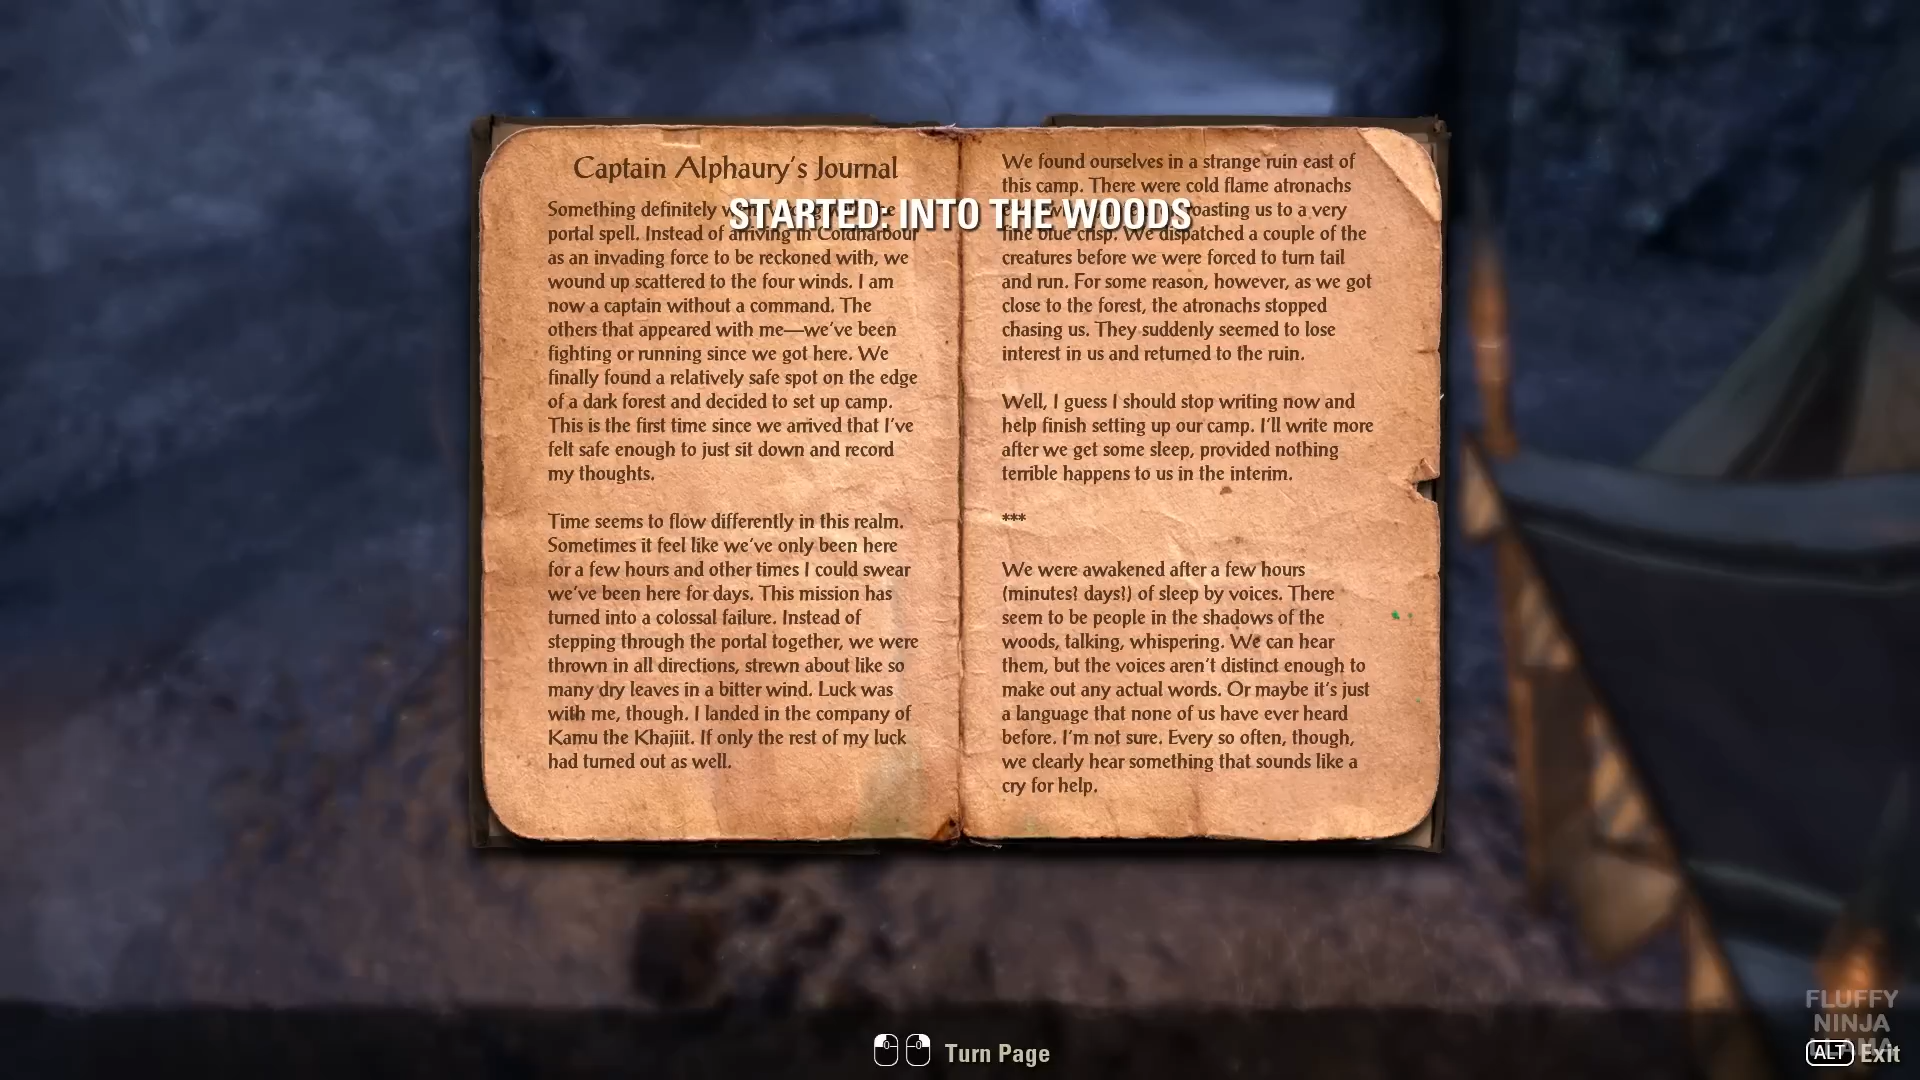 Captain Alphaury's Journal
Something definitely
STARTED: INTO THE WOODS
portal spell. Instead of arriving in Coldharbour
as an invading force to be reckoned with, we
wound up scattered to the four winds. I am
now a captain without a command. The
others that appeared with me—we've been
fighting or running since we got here. We
finally found a relatively safe spot on the edge
of a dark forest and decided to set up camp.
This is the first time since we arrived that I've
felt safe enough to just sit down and record
my thoughts.
Time seems to flow differently in this realm.
Sometimes it feel like we've only been here
for a few hours and other times I could swear
we've been here for days. This mission has
turned into a colossal failure. Instead of
stepping through the portal together, we were
thrown in all directions, strewn about like so
many dry leaves in a bitter wind. Luck was
with me, though. I landed in the company of
Kamu the Khajiit. If only the rest of my luck
had turned out as well.
We found ourselves in a strange ruin east of
this camp. There were cold flame atronachs
roasting us to a very
fine blue crisp. We dispatched a couple of the
creatures before we were forced to turn tail
and run. For some reason, however, as we got
close to the forest, the atronachs stopped
chasing us. They suddenly seemed to lose
interest in us and returned to the ruin.
Well, I guess I should stop writing now and
help finish setting up our camp. I'll write more
after we get some sleep, provided nothing
terrible happens to us in the interim.
***
We were awakened after a few hours
(minutes? days?) of sleep by voices. There
seem to be people in the shadows of the
woods, talking, whispering. We can hear
them, but the voices aren't distinct enough to
make out any actual words. Or maybe it's just
a language that none of us have ever heard
before. I'm not sure. Every so often, though,
we clearly hear something that sounds like a
cry for help.
Turn Page
FLUFFY
NINJA
LLAMA
ALT Exit